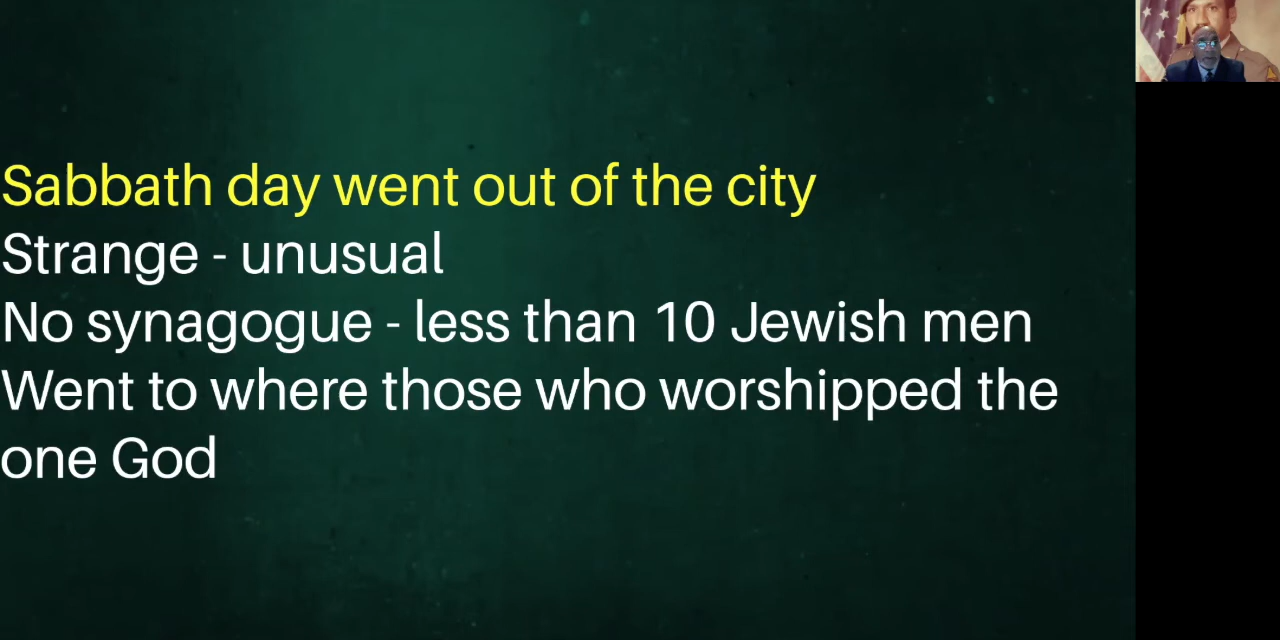 Sabbath day went out of the city
Strange - unusual
No synagogue - less than 10 Jewish men
Went to where those who worshipped the
one God